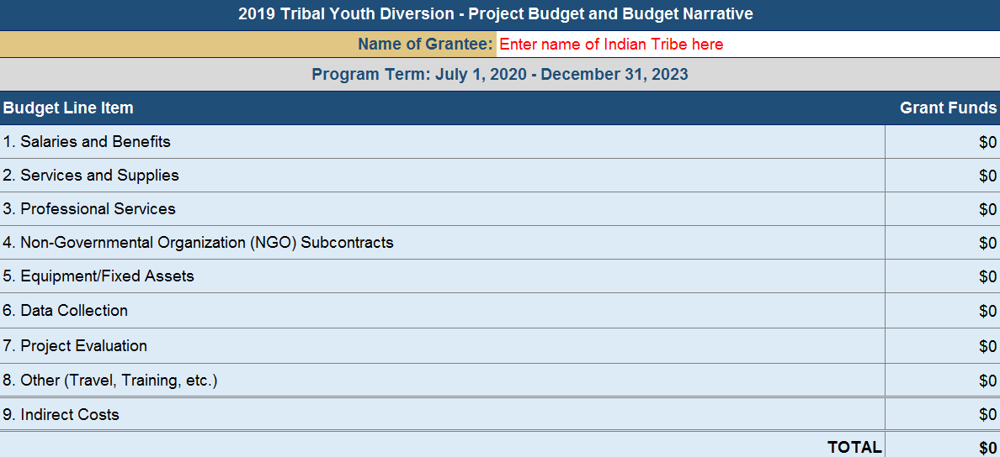 2019 Tribal Youth Diversion - Project Budget and Budget Narrative
Name of Grantee: Enter name of Indian Tribe here
Program Term: July 1, 2020 - December 31, 2023
Budget Line Item Grant Funds
1. Salaries and Benefits $0
2. Services and Supplies $0
3. Professional Services $0
4. Non-Governmental Organization (NGO) Subcontracts $0
5. Equipment/Fixed Assets $0
6. Data Collection $0
7. Project Evaluation $0
8. Other (Travel, Training, etc.) $0
9. Indirect Costs $0
TOTAL $0